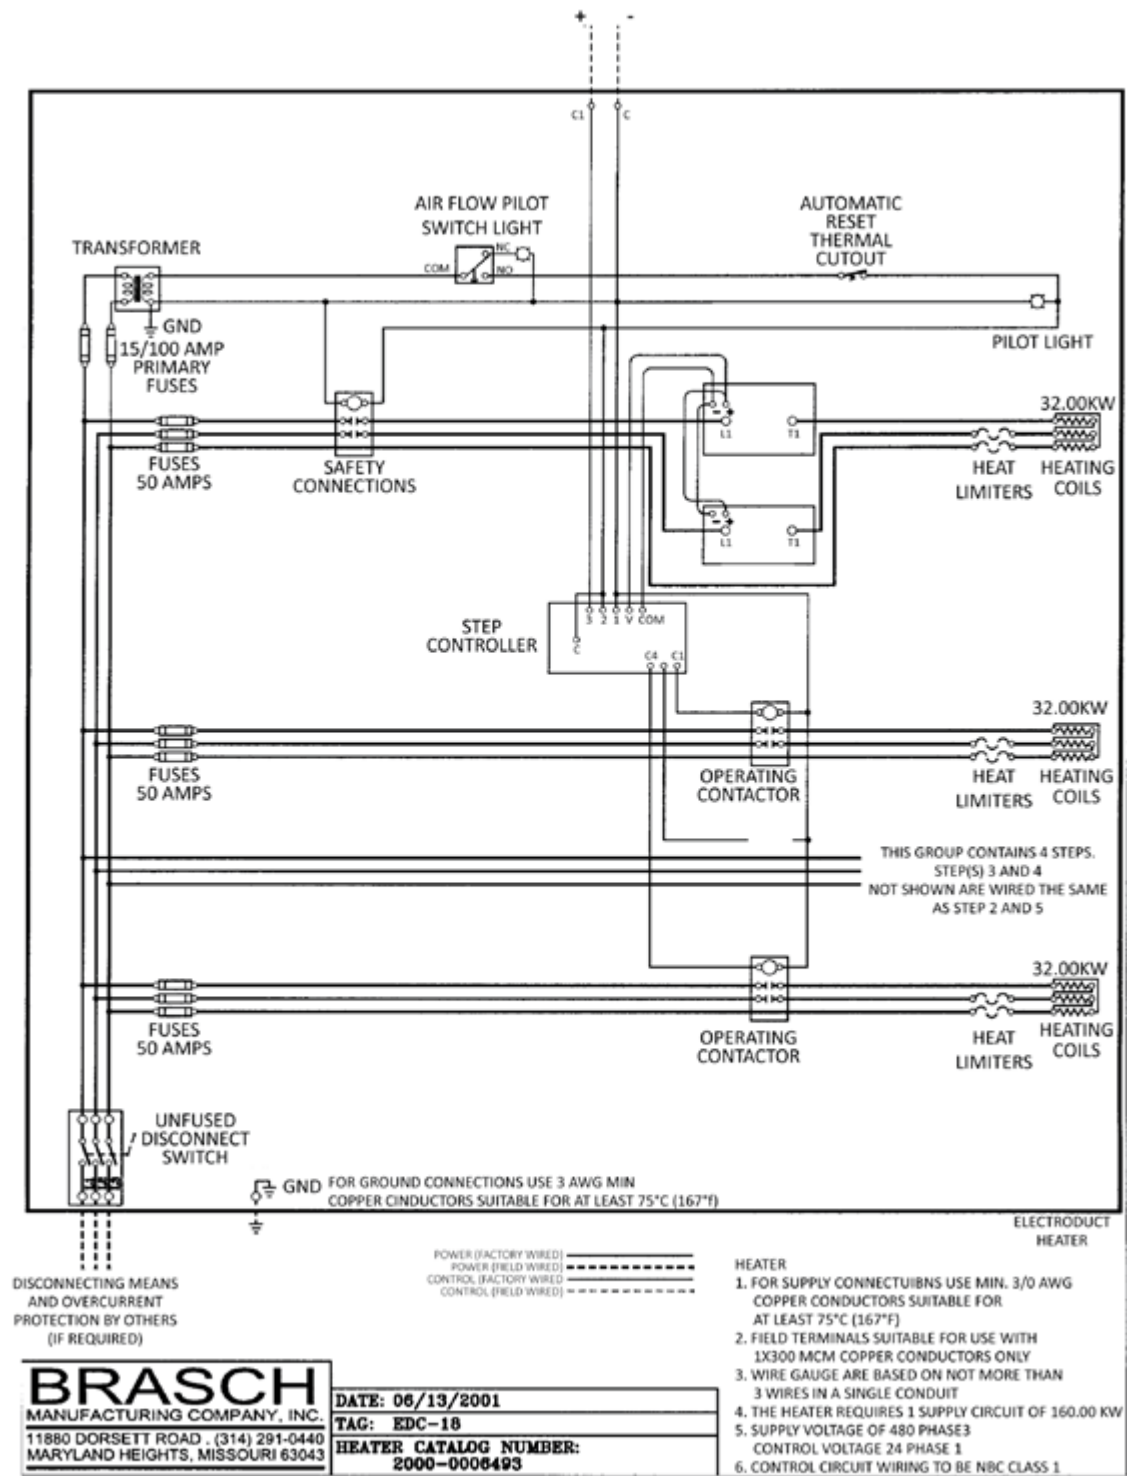 + -
C1 C
AIR FLOW PILOT
SWITCH LIGHT
AUTOMATIC
RESET
THERMAL
CUTOUT
TRANSFORMER
NC
COM
NO
GND
15/100 AMP
PRIMARY
FUSES
PILOT LIGHT
32.00KW
- +
L1 T1
FUSES
50 AMPS
SAFETY
CONNECTIONS
HEAT
LIMITERS
HEATING
COILS
- +
L1 T1
STEP
CONTROLLER
3 2 1 V COM
C
C4 C1
32.00KW
FUSES
50 AMPS
OPERATING
CONTACTOR
HEAT
LIMITERS
HEATING
COILS
THIS GROUP CONTAINS 4 STEPS.
STEP(S) 3 AND 4
NOT SHOWN ARE WIRED THE SAME
AS STEP 2 AND 5
32.00KW
FUSES
50 AMPS
OPERATING
CONTACTOR
HEAT
LIMITERS
HEATING
COILS
UNFUSED
DISCONNECT
SWITCH
GND FOR GROUND CONNECTIONS USE 3 AWG MIN
COPPER CINDUCTORS SUITABLE FOR AT LEAST 75°C (167°f)
ELECTRODUCT
HEATER
DISCONNECTING MEANS
AND OVERCURRENT
PROTECTION BY OTHERS
(IF REQUIRED)
POWER (FACTORY WIRED)
POWER (FIELD WIRED)
CONTROL (FACTORY WIRED
CONTROL (FIELD WIRED)
HEATER
1. FOR SUPPLY CONNECTUIBNS USE MIN. 3/0 AWG
COPPER CONDUCTORS SUITABLE FOR
AT LEAST 75°C (167°F)
2. FIELD TERMINALS SUITABLE FOR USE WITH
1X300 MCM COPPER CONDUCTORS ONLY
3. WIRE GAUGE ARE BASED ON NOT MORE THAN
3 WIRES IN A SINGLE CONDUIT
4. THE HEATER REQUIRES 1 SUPPLY CIRCUIT OF 160.00 KW
5. SUPPLY VOLTAGE OF 480 PHASE3
CONTROL VOLTAGE 24 PHASE 1
6. CONTROL CIRCUIT WIRING TO BE NBC CLASS 1
BRASCH
MANUFACTURING COMPANY, INC.
11880 DORSETT ROAD . (314) 291-0440
MARYLAND HEIGHTS, MISSOURI 63043
DATE: 06/13/2001
TAG: EDC-18
HEATER CATALOG NUMBER:
2000-0006493